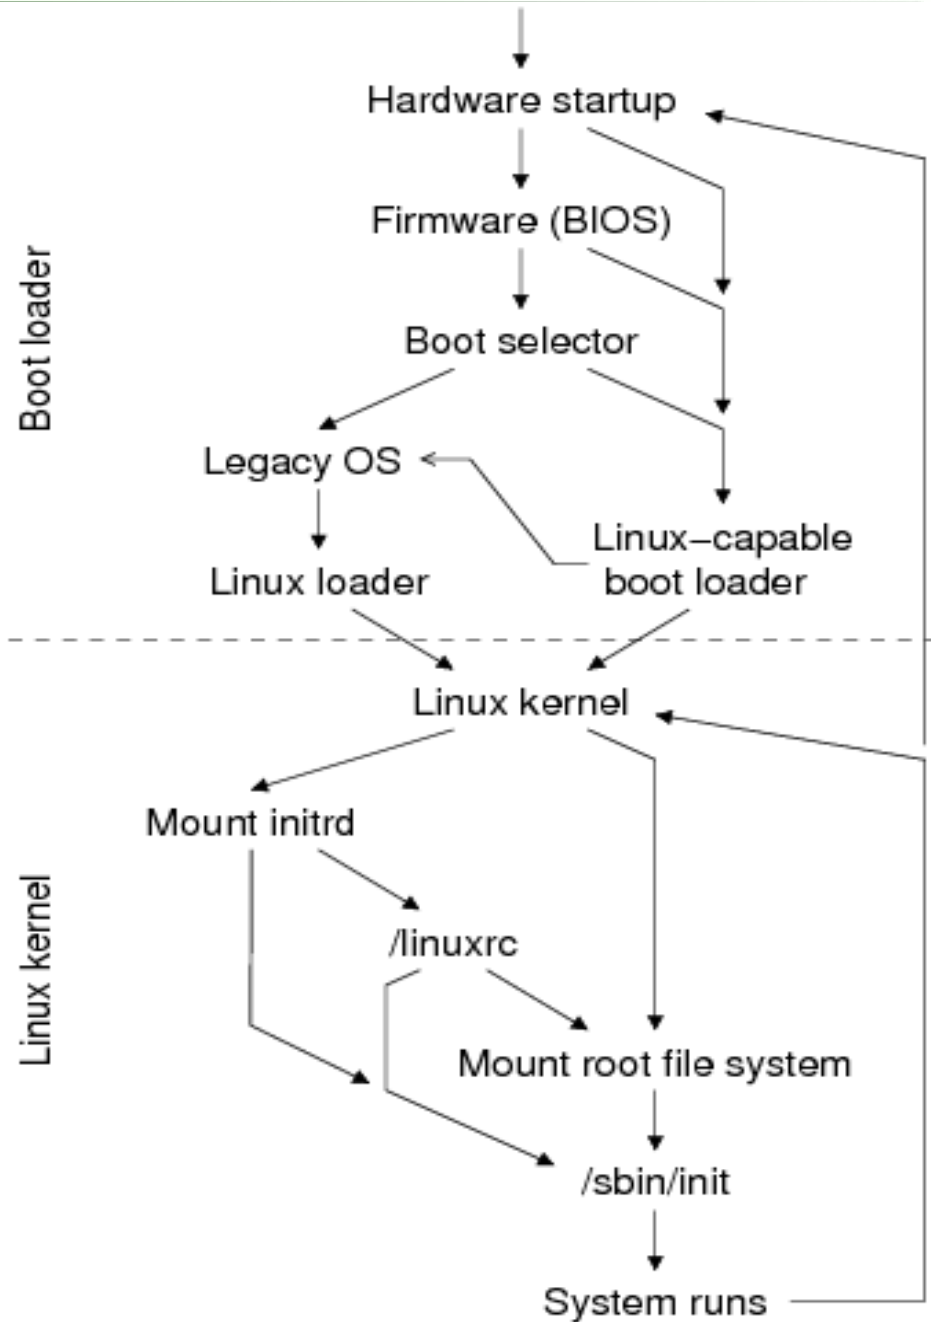 Hardware startup
Firmware (BIOS)
Boot selector
Legacy OS
Linux–capable
boot loader
Linux loader
Boot loader
Linux kernel
Mount initrd
/linuxrc
Mount root file system
/sbin/init
System runs
Linux kernel